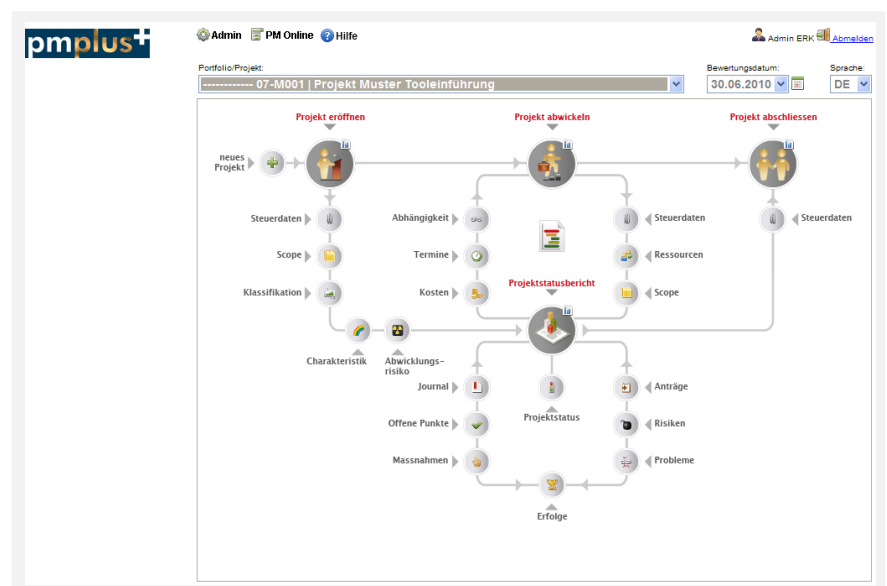 pmplus+
Admin PM Online Hilfe
Admin ERK Abmelden
Portfolio/Projekt: Bewertungsdatum: Sprache:
------------ 07-M001 | Projekt Muster Tooleinführung 30.06.2010 DE
Projekt eröffnen Projekt abwickeln Projekt abschliessen
neues
Projekt
Steuerdaten Abhängigkeit Steuerdaten Steuerdaten
Scope Termine Ressourcen
Klassifikation Kosten Projektstatusbericht Scope
Charakteristik Abwicklungs-
risiko
Journal Anträge
Offene Punkte Projektstatus Risiken
Massnahmen Probleme
Erfolge